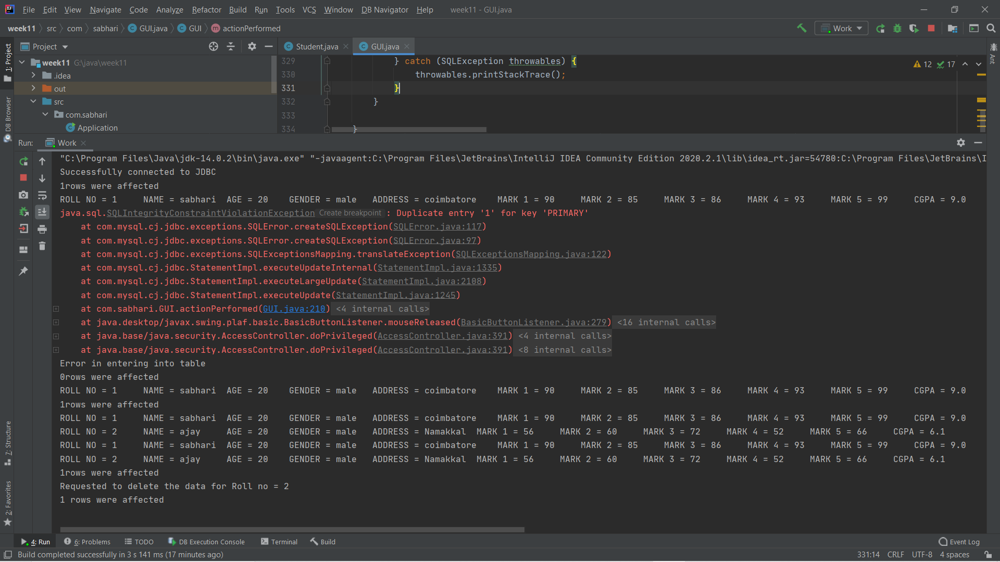 File Edit View Navigate Code Analyze Refactor Build Run Tools VCS Window DB Navigator Help week11 - GUI.java
week11 src com sabhari GUI.java GUI actionPerformed
Work
Project
Student.java
GUI.java
1: Project
DB Browser
7: Structure
2: Favorites
Ant
week11 G:\java\week11
.idea
out
src
com.sabhari
Application
329 } catch (SQLException throwables) {
330 throwables.printStackTrace();
331 }
332 }
333
334 }
12 17
Run: Work
"C:\Program Files\Java\jdk-14.0.2\bin\java.exe" "-javaagent:C:\Program Files\JetBrains\IntelliJ IDEA Community Edition 2020.2.1\lib\idea_rt.jar=54780:C:\Program Files\JetBrains\I
Successfully connected to JDBC
1rows were affected
ROLL NO = 1 NAME = sabhari AGE = 20 GENDER = male ADDRESS = coimbatore MARK 1 = 90 MARK 2 = 85 MARK 3 = 86 MARK 4 = 93 MARK 5 = 99 CGPA = 9.0
java.sql.SQLIntegrityConstraintViolationException Create breakpoint : Duplicate entry '1' for key 'PRIMARY'
at com.mysql.cj.jdbc.exceptions.SQLError.createSQLException(SQLError.java:117)
at com.mysql.cj.jdbc.exceptions.SQLError.createSQLException(SQLError.java:97)
at com.mysql.cj.jdbc.exceptions.SQLExceptionsMapping.translateException(SQLExceptionsMapping.java:122)
at com.mysql.cj.jdbc.StatementImpl.executeUpdateInternal(StatementImpl.java:1335)
at com.mysql.cj.jdbc.StatementImpl.executeLargeUpdate(StatementImpl.java:2108)
at com.mysql.cj.jdbc.StatementImpl.executeUpdate(StatementImpl.java:1245)
at com.sabhari.GUI.actionPerformed(GUI.java:210) <4 internal calls>
at java.desktop/javax.swing.plaf.basic.BasicButtonListener.mouseReleased(BasicButtonListener.java:279) <16 internal calls>
at java.base/java.security.AccessController.doPrivileged(AccessController.java:391) <4 internal calls>
at java.base/java.security.AccessController.doPrivileged(AccessController.java:391) <8 internal calls>
Error in entering into table
0rows were affected
ROLL NO = 1 NAME = sabhari AGE = 20 GENDER = male ADDRESS = coimbatore MARK 1 = 90 MARK 2 = 85 MARK 3 = 86 MARK 4 = 93 MARK 5 = 99 CGPA = 9.0
1rows were affected
ROLL NO = 1 NAME = sabhari AGE = 20 GENDER = male ADDRESS = coimbatore MARK 1 = 90 MARK 2 = 85 MARK 3 = 86 MARK 4 = 93 MARK 5 = 99 CGPA = 9.0
ROLL NO = 2 NAME = ajay AGE = 20 GENDER = male ADDRESS = Namakkal MARK 1 = 56 MARK 2 = 60 MARK 3 = 72 MARK 4 = 52 MARK 5 = 66 CGPA = 6.1
ROLL NO = 1 NAME = sabhari AGE = 20 GENDER = male ADDRESS = coimbatore MARK 1 = 90 MARK 2 = 85 MARK 3 = 86 MARK 4 = 93 MARK 5 = 99 CGPA = 9.0
ROLL NO = 2 NAME = ajay AGE = 20 GENDER = male ADDRESS = Namakkal MARK 1 = 56 MARK 2 = 60 MARK 3 = 72 MARK 4 = 52 MARK 5 = 66 CGPA = 6.1
1rows were affected
Requested to delete the data for Roll no = 2
1 rows were affected
4: Run 6: Problems TODO DB Execution Console Terminal Build Event Log
Build completed successfully in 3 s 141 ms (17 minutes ago) 331:14 CRLF UTF-8 4 spaces